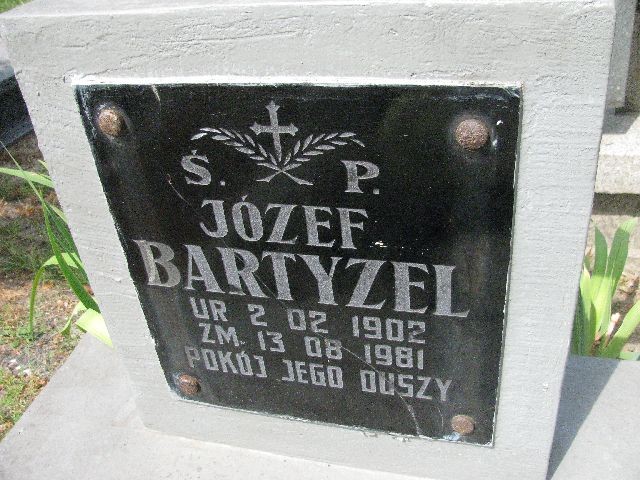 Ś. P.
JÓZEF
BARTYZEL
UR 2 02 1902
ZM. 13 08 1981
POKÓJ JEGO DUSZY